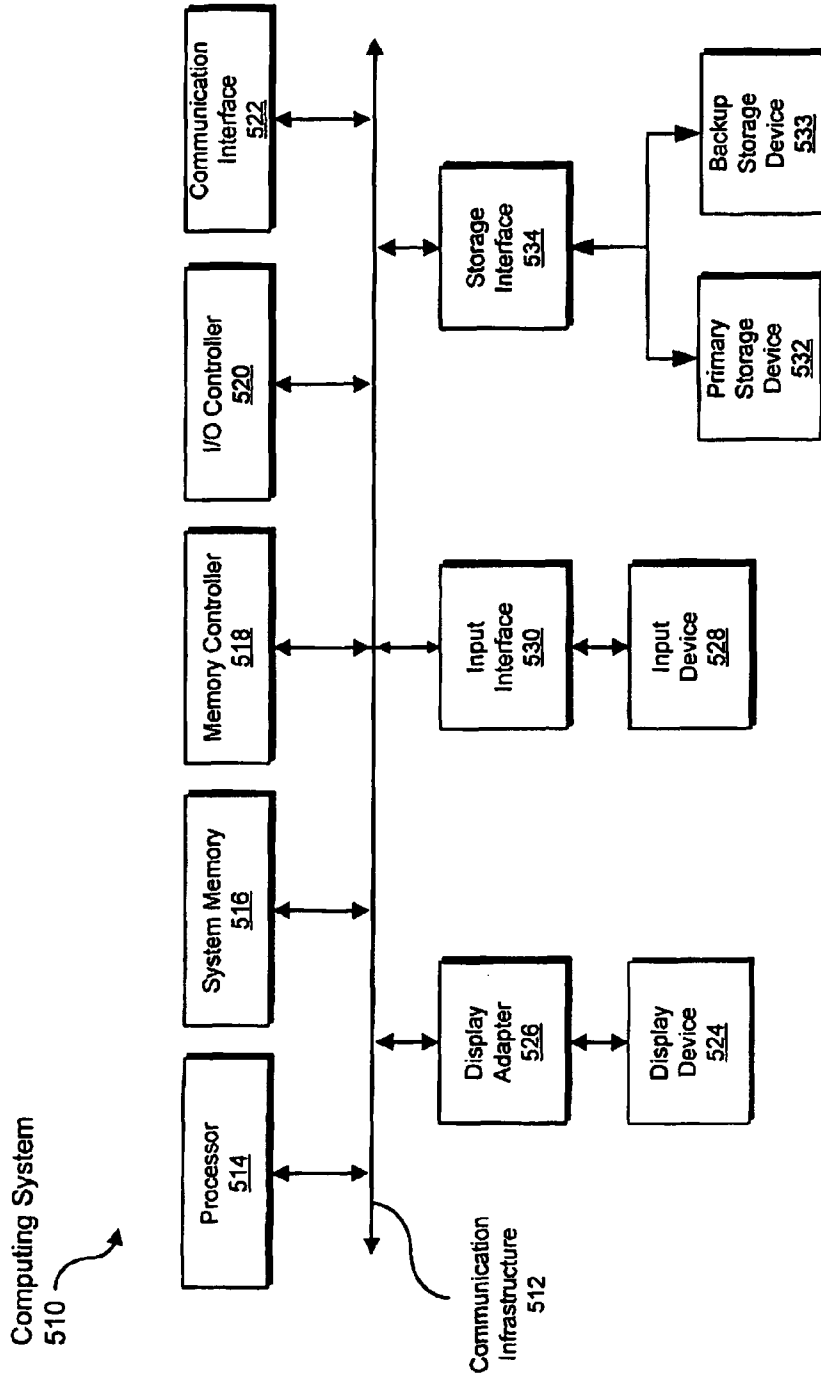 Computing System
510
Processor
514
System Memory
516
Memory Controller
518
I/O Controller
520
Communication
Interface
522
Communication
Infrastructure
512
Display
Adapter
526
Input
Interface
530
Storage
Interface
534
Display
Device
524
Input
Device
528
Primary
Storage
Device
532
Backup
Storage
Device
533